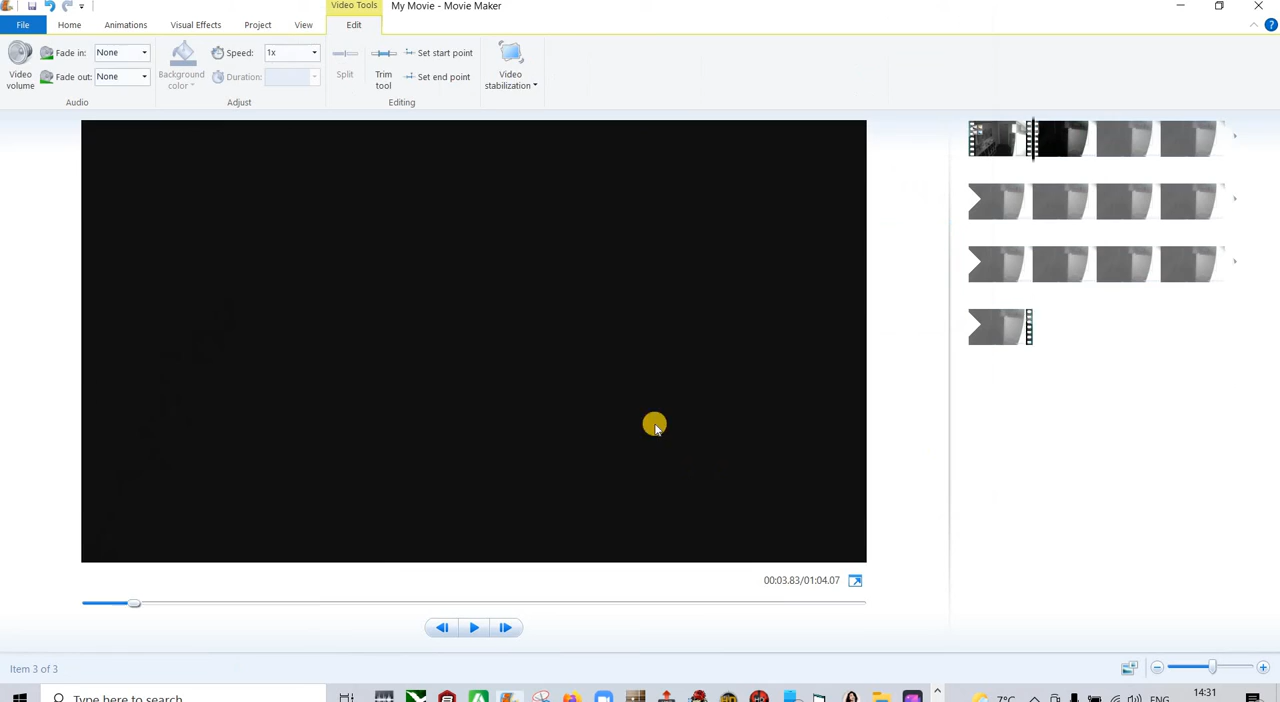 Video Tools
My Movie - Movie Maker
File Home Animations Visual Effects Project View Edit
Video volume
Fade in: None
Fade out: None
Audio
Background color
Speed: 1x
Duration:
Adjust
Split
Trim tool
Set start point
Set end point
Editing
Video stabilization
00:03.83/01:04.07
Item 3 of 3
Type here to search
7°C
ENG
14:31